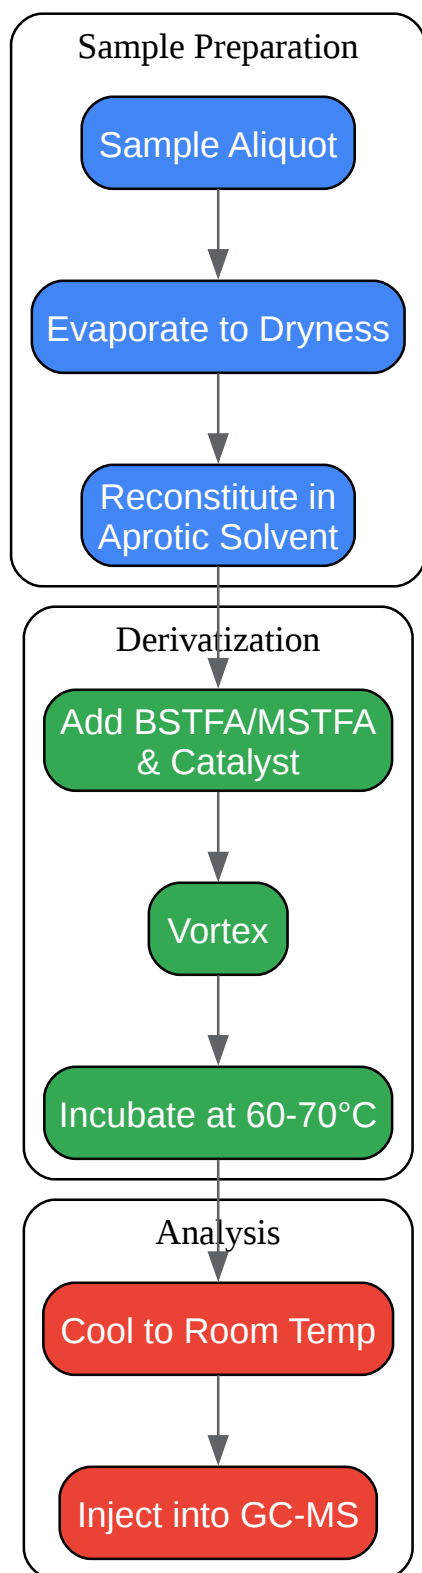 Sample Preparation
Sample Aliquot
Evaporate to Dryness
Reconstitute in
Aprotic Solvent
Derivatization
Add BSTFA/MSTFA
& Catalyst
Vortex
Incubate at 60-70°C
Analysis
Cool to Room Temp
Inject into GC-MS